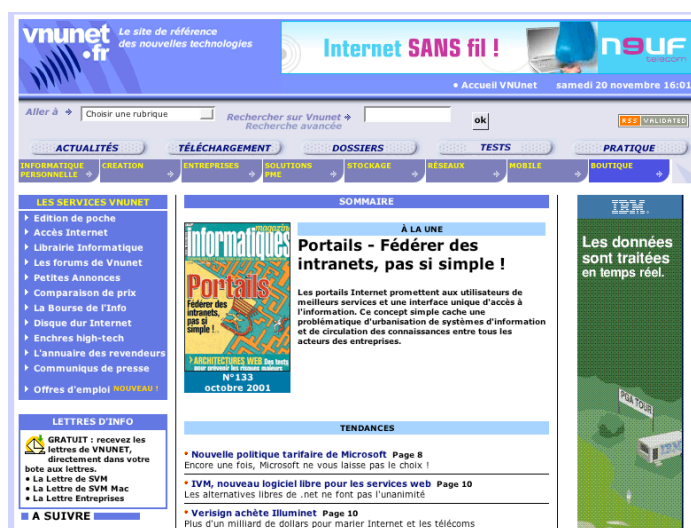 vnunet
.fr
Le site de
référence
des nouvelles technologies
Internet SANS fil !
neuf
telecom
• Accueil VNUnet samedi 20 novembre 16:01
Aller à
Choisir une rubrique
Rechercher sur Vnunet
Recherche avancée
ok
RSS VALIDATED
ACTUALITÉS TÉLÉCHARGEMENT DOSSIERS TESTS PRATIQUE
INFORMATIQUE PERSONNELLE
CREATION
ENTREPRISES
SOLUTIONS PME
STOCKAGE
RÉSEAUX
MOBILE
BOUTIQUE
LES SERVICES VNUNET
Edition de poche
Accès Internet
Librairie Informatique
Les forums de Vnunet
Petites Annonces
Comparaison de prix
La Bourse de l'Info
Disque dur Internet
Enchres high-tech
L'annuaire des revendeurs
Communiqus de presse
Offres d'emploi NOUVEAU !
LETTRES D'INFO
GRATUIT : recevez les
lettres de VNUNET,
directement dans votre
bote aux lettres.
• La Lettre de SVM
• La Lettre de SVM Mac
• La Lettre Entreprises
A SUIVRE
SOMMAIRE
informatiques
magazine
Portails
Fédérer des
intranets,
pas si
simple !
ARCHITECTURES WEB Des tests
pour prévenir les risques majeurs
N°133
octobre 2001
À LA UNE
Portails - Fédérer des
intranets, pas si simple !
Les portails Internet promettent aux utilisateurs de
meilleurs services et une interface unique d'accès à
l'information. Ce concept simple cache une
problématique d'urbanisation de systèmes d'information
et de circulation des connaissances entre tous les
acteurs des entreprises.
TENDANCES
• Nouvelle politique tarifaire de Microsoft Page 8
Encore une fois, Microsoft ne vous laisse pas le choix !
• IVM, nouveau logiciel libre pour les services web Page 10
Les alternatives libres de .net ne font pas l'unanimité
• Verisign achète Illuminet Page 10
Plus d'un milliard de dollars pour marier Internet et les télécoms
IBM.
Les données
sont traitées
en temps réel.
PGA TOUR
IBM